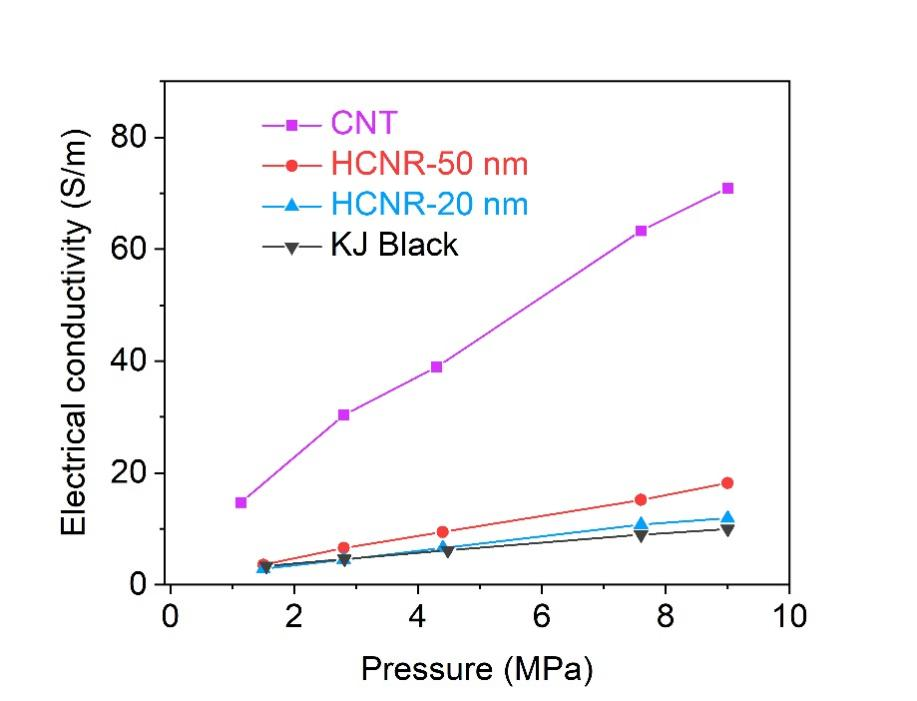 CNT
HCNR-50 nm
HCNR-20 nm
KJ Black
Electrical conductivity (S/m)
80
60
40
20
0
0 2 4 6 8 10
Pressure (MPa)